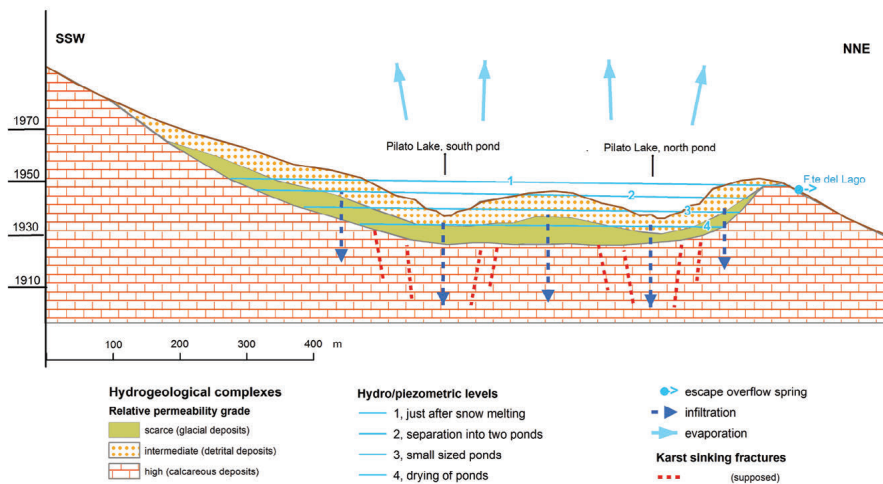 SSW
NNE
1970
Pilato Lake, south pond
Pilato Lake, north pond
1950
1
F.te del Lago
2
3
1930
4
1910
100
200
300
400
m
Hydrogeological complexes
Relative permeability grade
scarce (glacial deposits)
intermediate (detrital deposits)
high (calcareous deposits)
Hydro/piezometric levels
1, just after snow melting
2, separation into two ponds
3, small sized ponds
4, drying of ponds
escape overflow spring
infiltration
evaporation
Karst sinking fractures
(supposed)